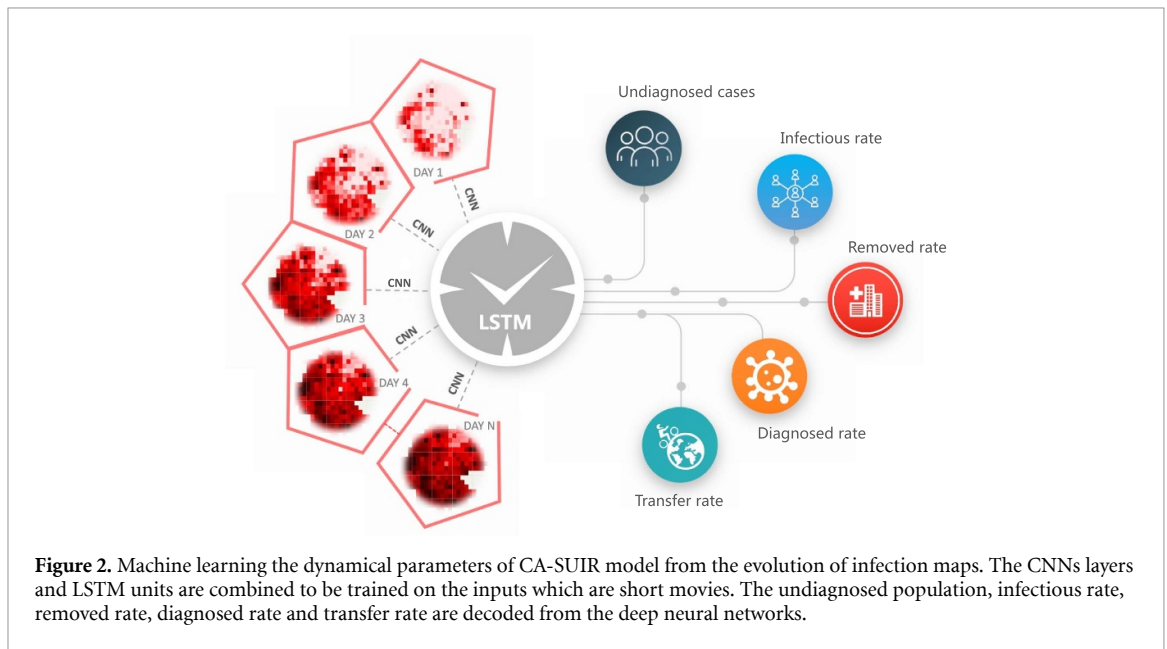 Undiagnosed cases
Infectious rate
DAY 1
CNN
DAY 2
CNN
Removed rate
CNN
DAY 3
LSTM
CNN
DAY 4
CNN
DAY N
Diagnosed rate
Transfer rate
Figure 2. Machine learning the dynamical parameters of CA-SUIR model from the evolution of infection maps. The CNNs layers
and LSTM units are combined to be trained on the inputs which are short movies. The undiagnosed population, infectious rate,
removed rate, diagnosed rate and transfer rate are decoded from the deep neural networks.